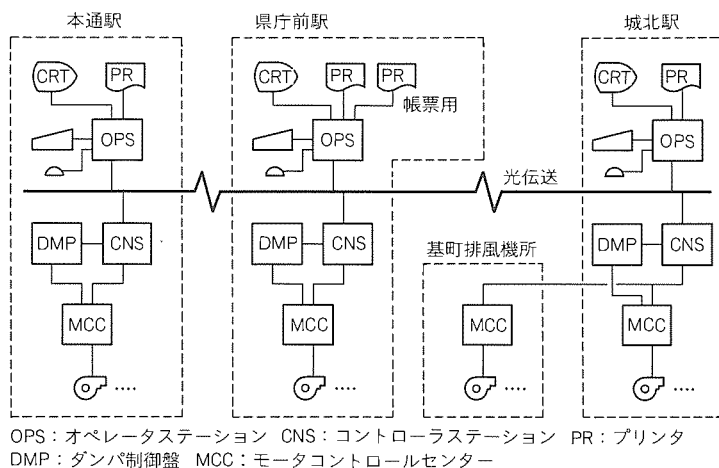 本通駅
県庁前駅
城北駅
CRT
PR
OPS
CRT
PR
PR
帳票用
OPS
CRT
PR
OPS
光伝送
DMP
CNS
MCC
....
DMP
CNS
MCC
....
基町排風機所
MCC
....
DMP
CNS
MCC
....
OPS:オペレータステーション CNS:コントローラステーション PR:プリンタ
DMP:ダンパ制御盤 MCC:モータコントロールセンター